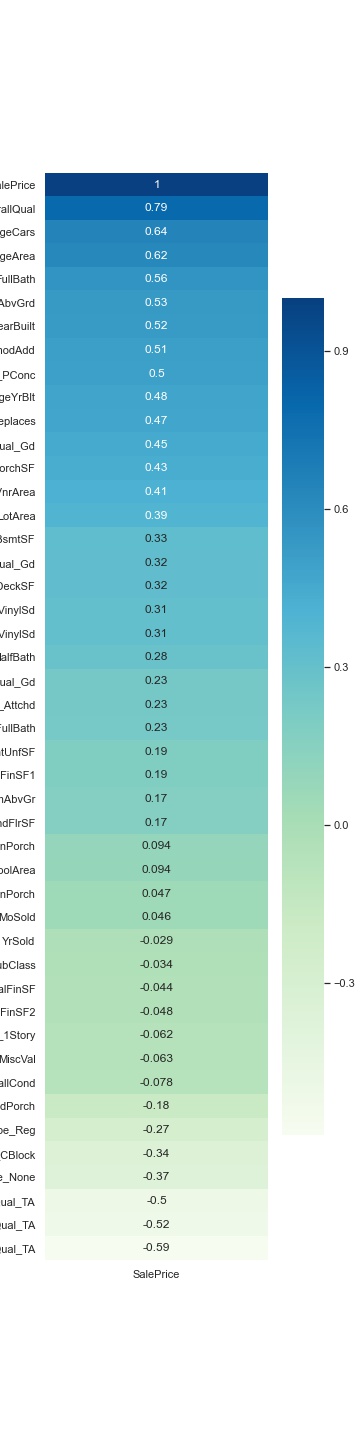 alePrice 1
rallQual 0.79
geCars 0.64
geArea 0.62
FullBath 0.56
AbvGrd 0.53
earBuilt 0.52
nodAdd 0.51
_PConc 0.5
geYrBlt 0.48
eplaces 0.47
ual_Gd 0.45
orchSF 0.43
VnrArea 0.41
LotArea 0.39
BsmtSF 0.33
ual_Gd 0.32
DeckSF 0.32
VinylSd 0.31
VinylSd 0.31
HalfBath 0.28
ual_Gd 0.23
_Attchd 0.23
FullBath 0.23
ntUnfSF 0.19
FinSF1 0.19
nAbvGr 0.17
ndFlrSF 0.17
nPorch 0.094
oolArea 0.094
nPorch 0.047
MoSold 0.046
YrSold -0.029
ubClass -0.034
alFinSF -0.044
FinSF2 -0.048
_1Story -0.062
MiscVal -0.063
allCond -0.078
dPorch -0.18
pe_Reg -0.27
CBlock -0.34
e_None -0.37
ual_TA -0.5
Qual_TA -0.52
Qual_TA -0.59
SalePrice
0.9
0.6
0.3
0.0
-0.3